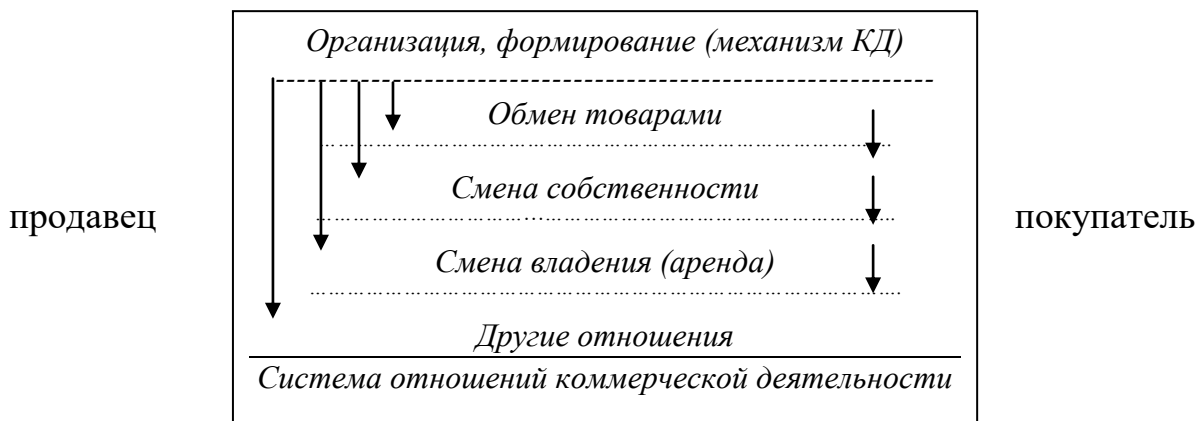 Организация, формирование (механизм КД)
Обмен товарами
Смена собственности
продавец
покупатель
Смена владения (аренда)
Другие отношения
Система отношений коммерческой деятельности